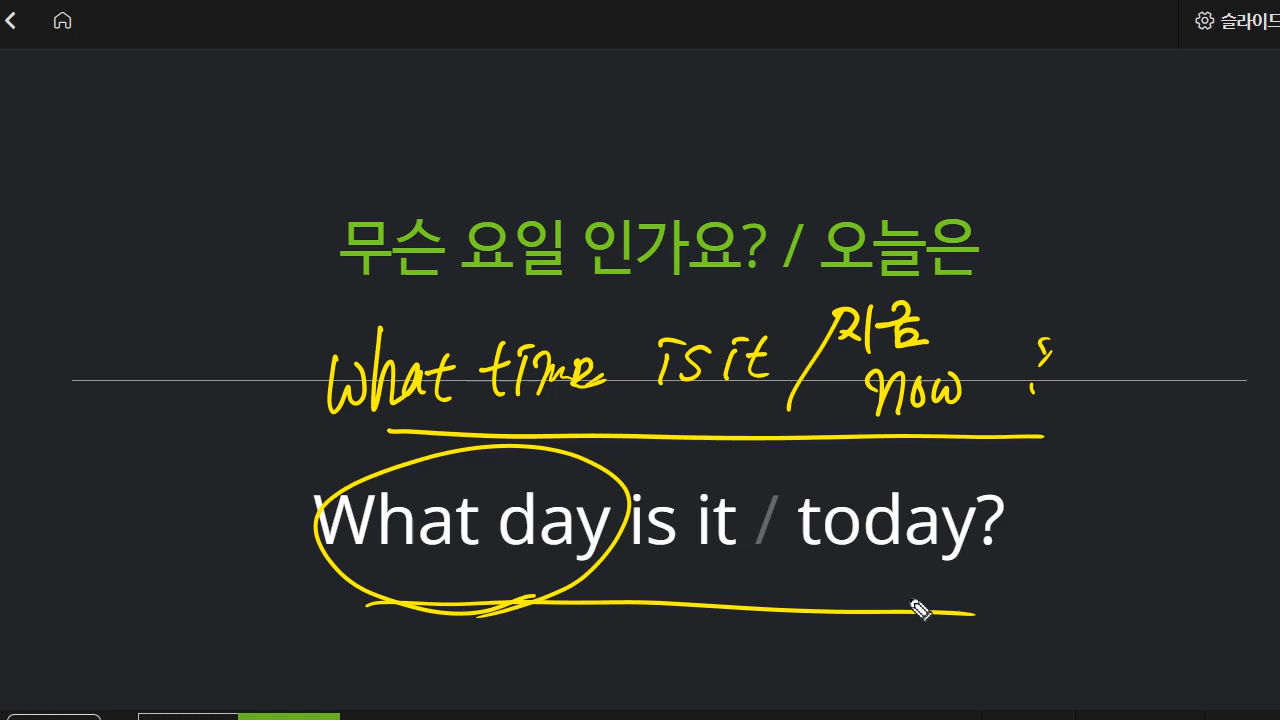 슬라이드
무슨 요일 인가요? / 오늘은
지금
What time is it / now ?
What day is it / today?